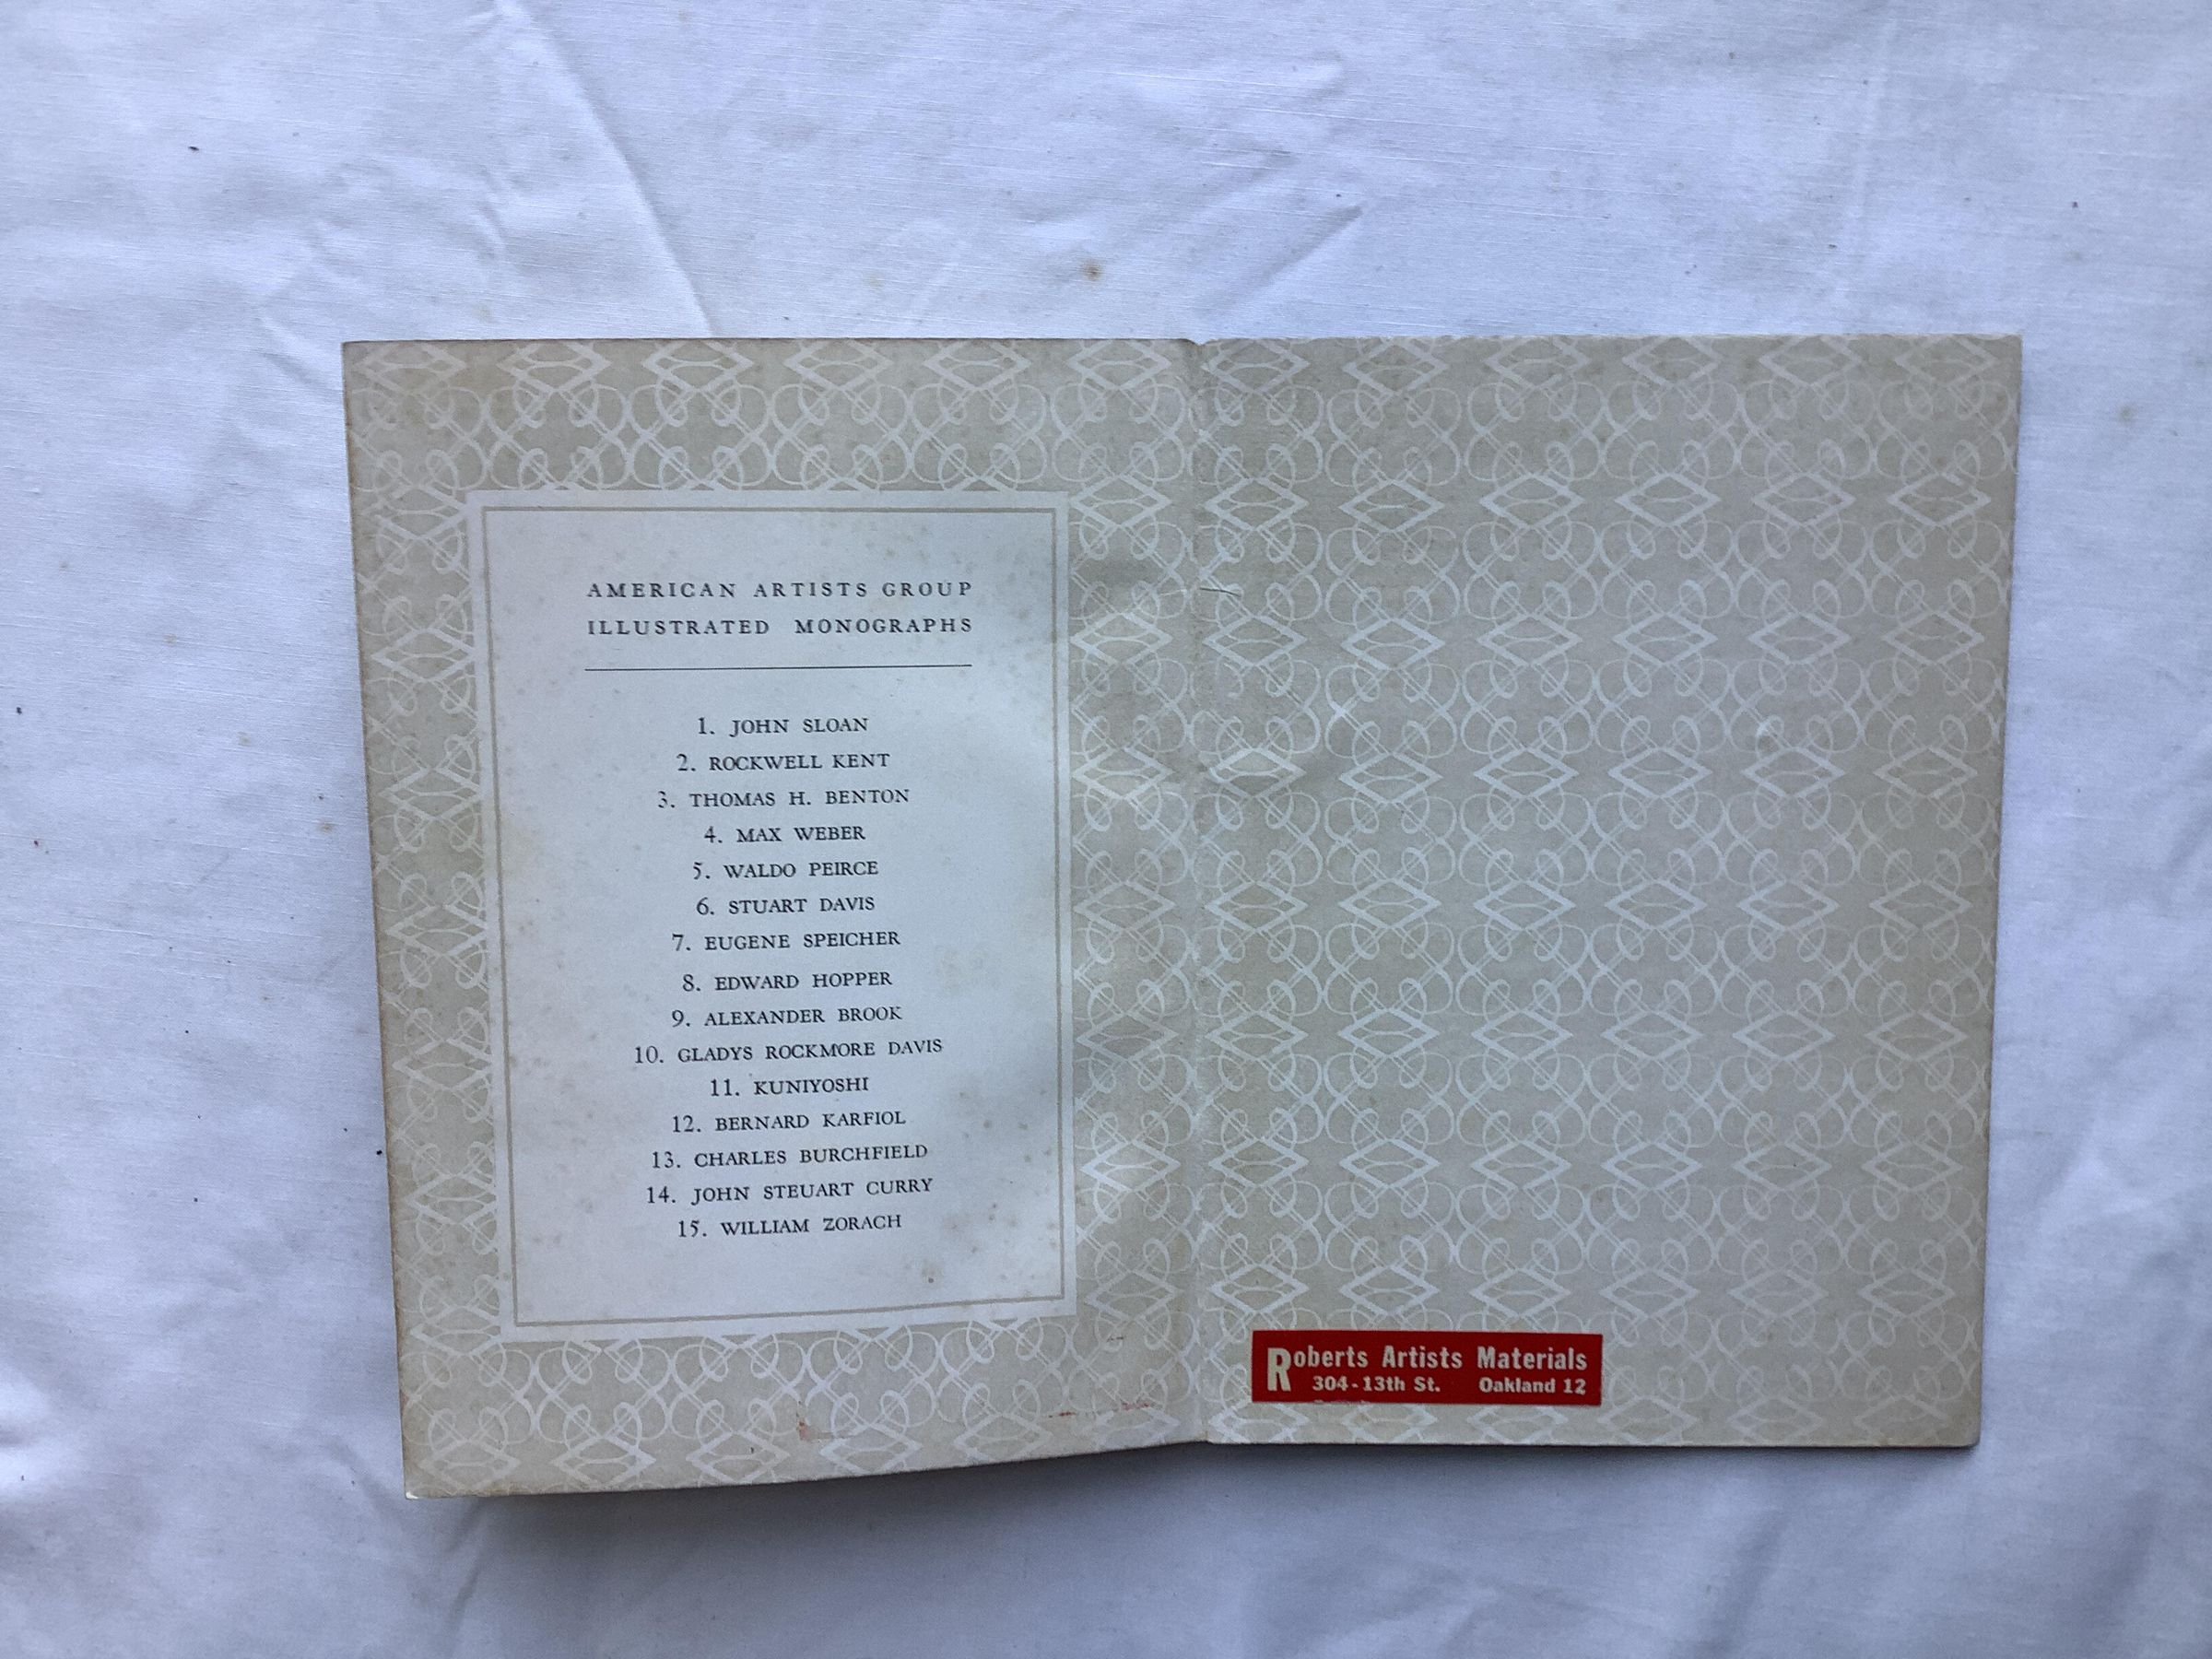 AMERICAN ARTISTS GROUP
ILLUSTRATED MONOGRAPHS
1. JOHN SLOAN
2. ROCKWELL KENT
3. THOMAS H. BENTON
4. MAX WEBER
5. WALDO PEIRCE
6. STUART DAVIS
7. EUGENE SPEICHER
8. EDWARD HOPPER
9. ALEXANDER BROOK
10. GLADYS ROCKMORE DAVIS
11. KUNIYOSHI
12. BERNARD KARFIOL
13. CHARLES BURCHFIELD
14. JOHN STEUART CURRY
15. WILLIAM ZORACH
Roberts Artists Materials
304-13th St. Oakland 12